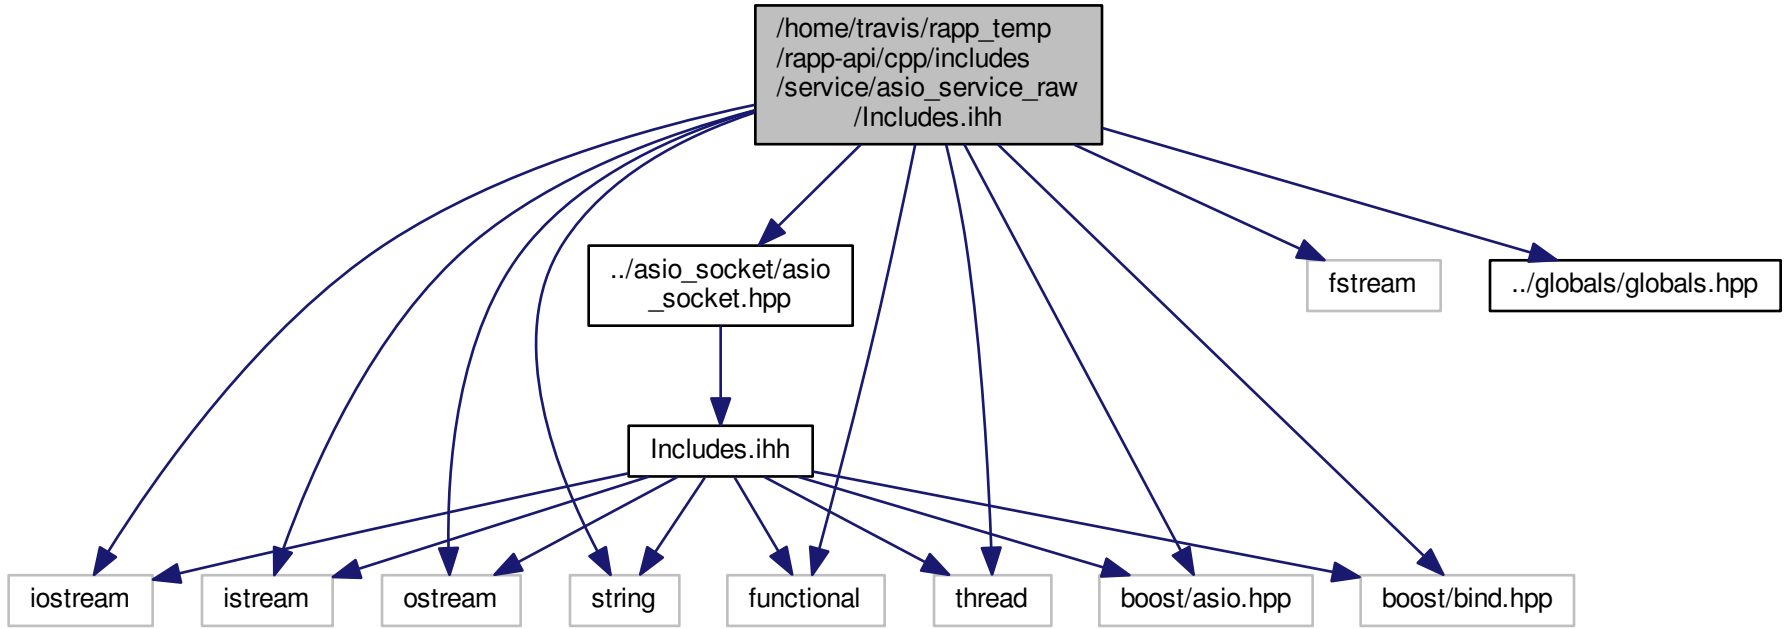 /home/travis/rapp_temp
/rapp-api/cpp/includes
/service/asio_service_raw
/Includes.ihh
../asio_socket/asio
_socket.hpp
fstream
../globals/globals.hpp
Includes.ihh
iostream
istream
ostream
string
functional
thread
boost/asio.hpp
boost/bind.hpp